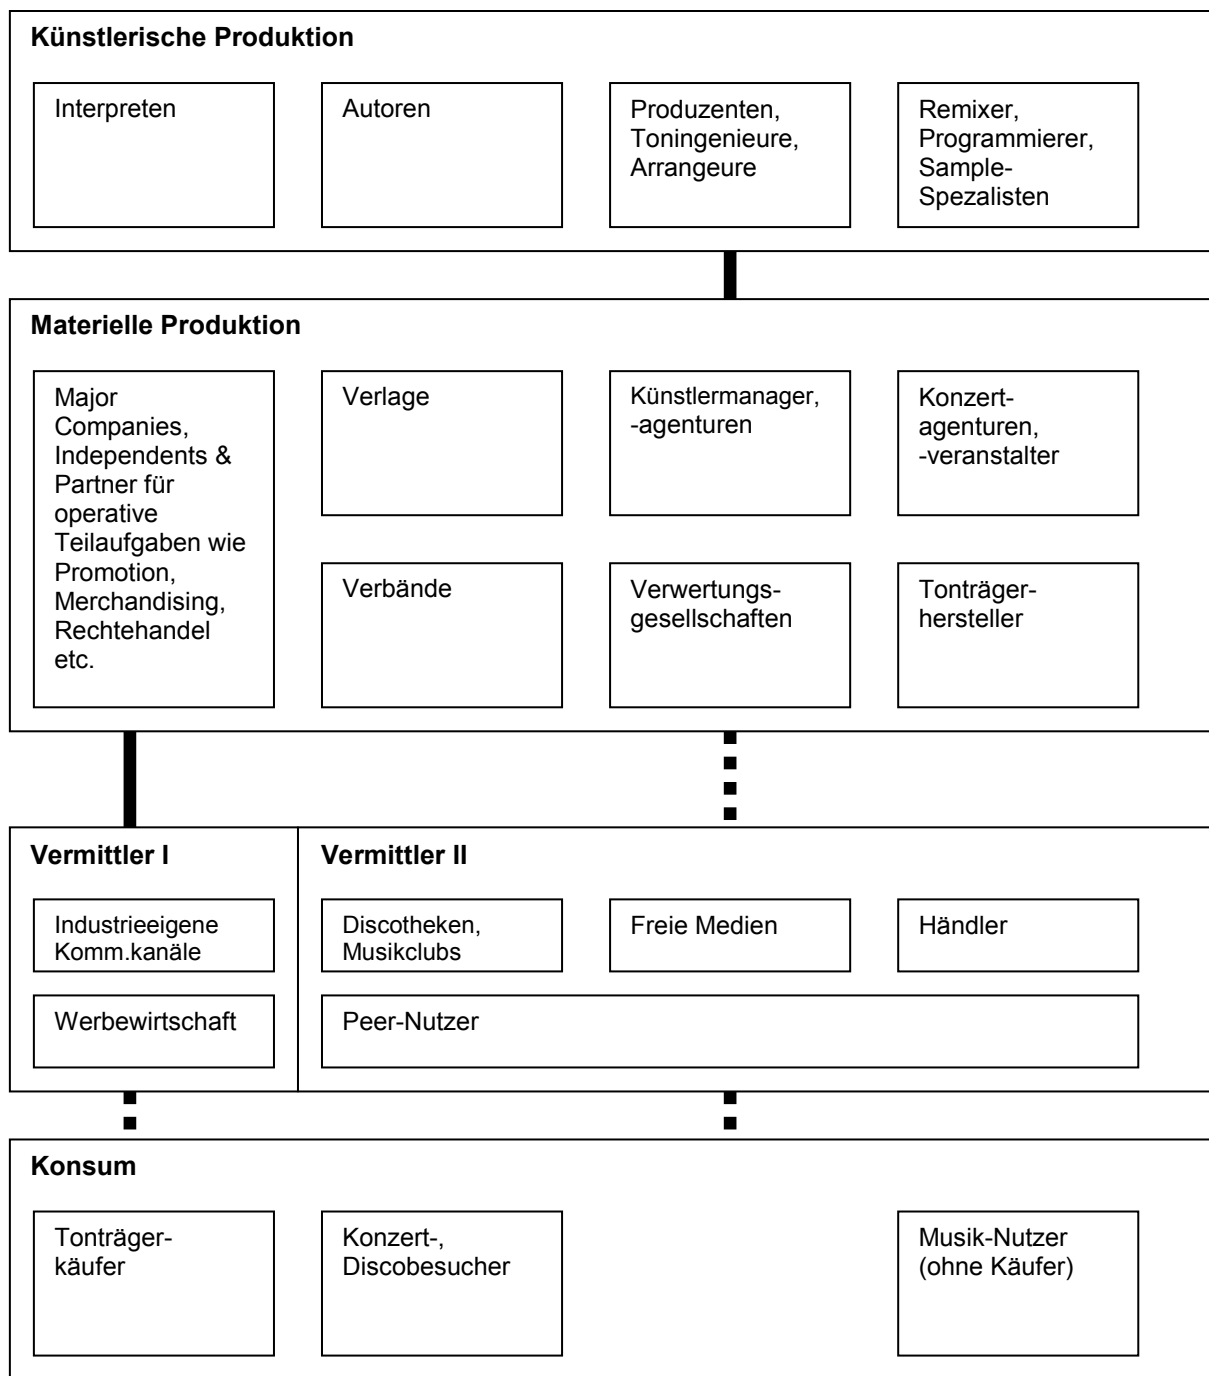 Künstlerische Produktion
Interpreten
Autoren
Produzenten,
Toningenieure,
Arrangeure
Remixer,
Programmierer,
Sample-
Spezalisten
Materielle Produktion
Major
Companies,
Independents &
Partner für
operative
Teilaufgaben wie
Promotion,
Merchandising,
Rechtehandel
etc.
Verlage
Künstlermanager,
-agenturen
Konzert-
agenturen,
-veranstalter
Verbände
Verwertungs-
gesellschaften
Tonträger-
hersteller
Vermittler I
Industrieeigene
Komm.kanäle
Werbewirtschaft
Vermittler II
Discotheken,
Musikclubs
Freie Medien
Händler
Peer-Nutzer
Konsum
Tonträger-
käufer
Konzert-,
Discobesucher
Musik-Nutzer
(ohne Käufer)